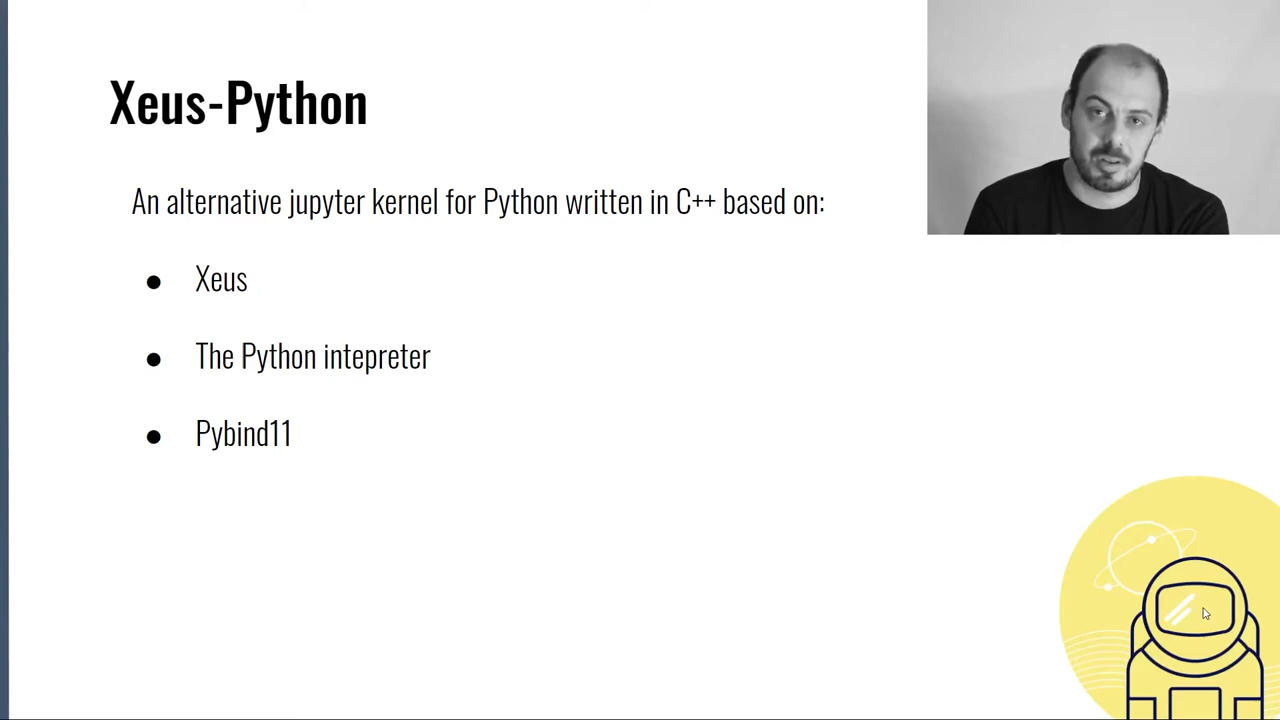 Xeus-Python
An alternative jupyter kernel for Python written in C++ based on:
● Xeus
● The Python intepreter
● Pybind11